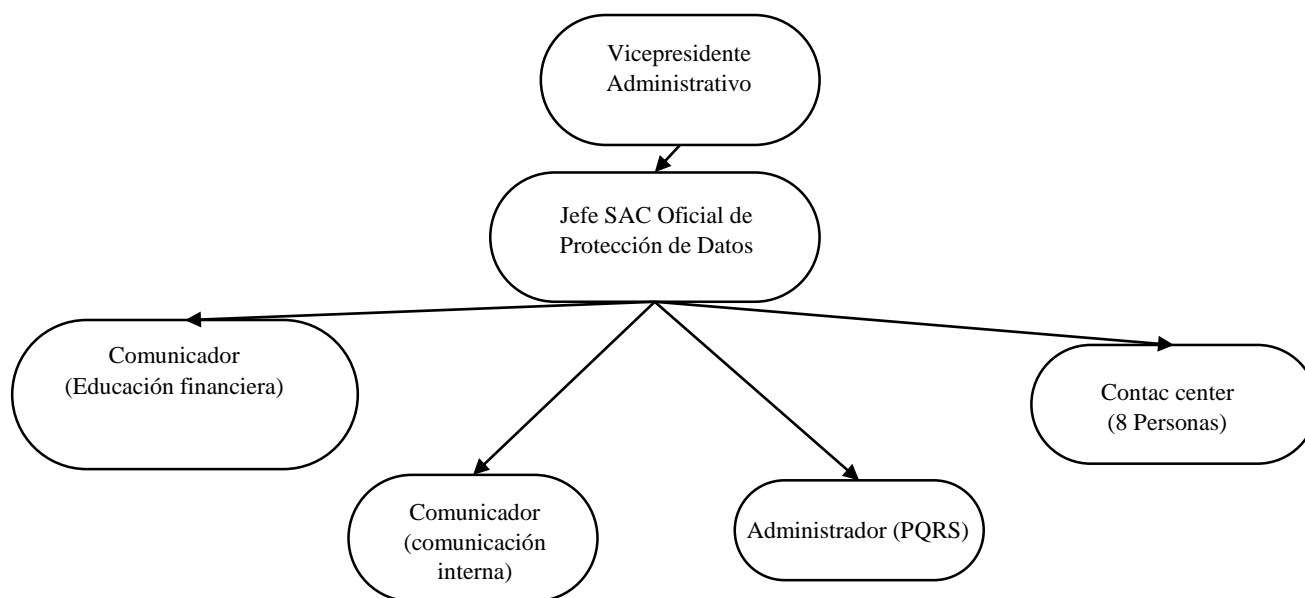 Vicepresidente
Administrativo
Jefe SAC Oficial de
Protección de Datos
Comunicador
(Educación financiera)
Contac center
(8 Personas)
Comunicador
(comunicación
interna)
Administrador (PQRS)